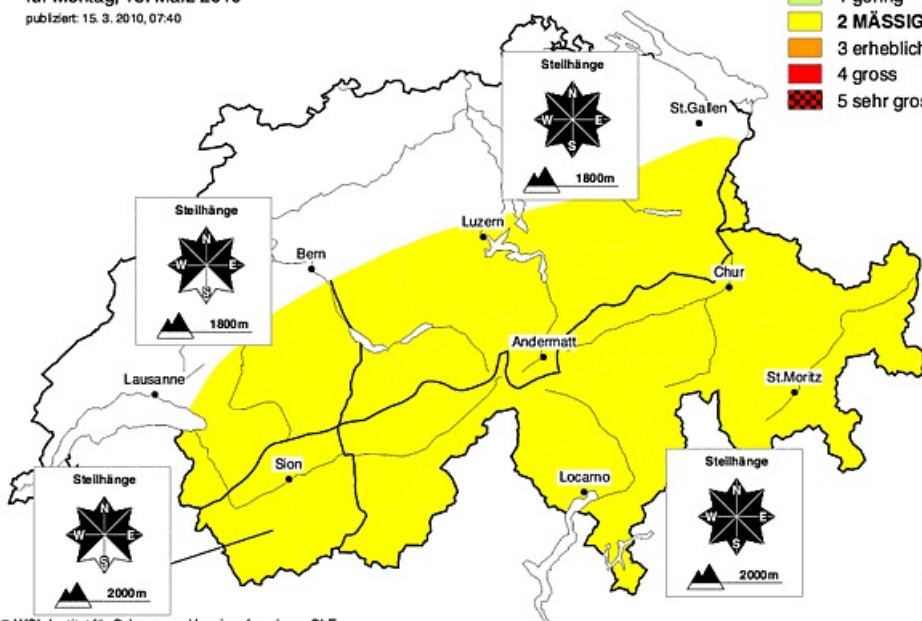 publiziert: 15. 3. 2010, 07:40
2 MÄSSIG
3 erheblich
4 gross
5 sehr gros
Steilhänge
N
W E
S
1800m
St.Gallen
Steilhänge
N
W E
S
1800m
Luzern
Bern
Chur
Andermatt
Lausanne
St.Moritz
Sion
Locarno
Steilhänge
N
W E
S
2000m
Steilhänge
N
W E
S
2000m